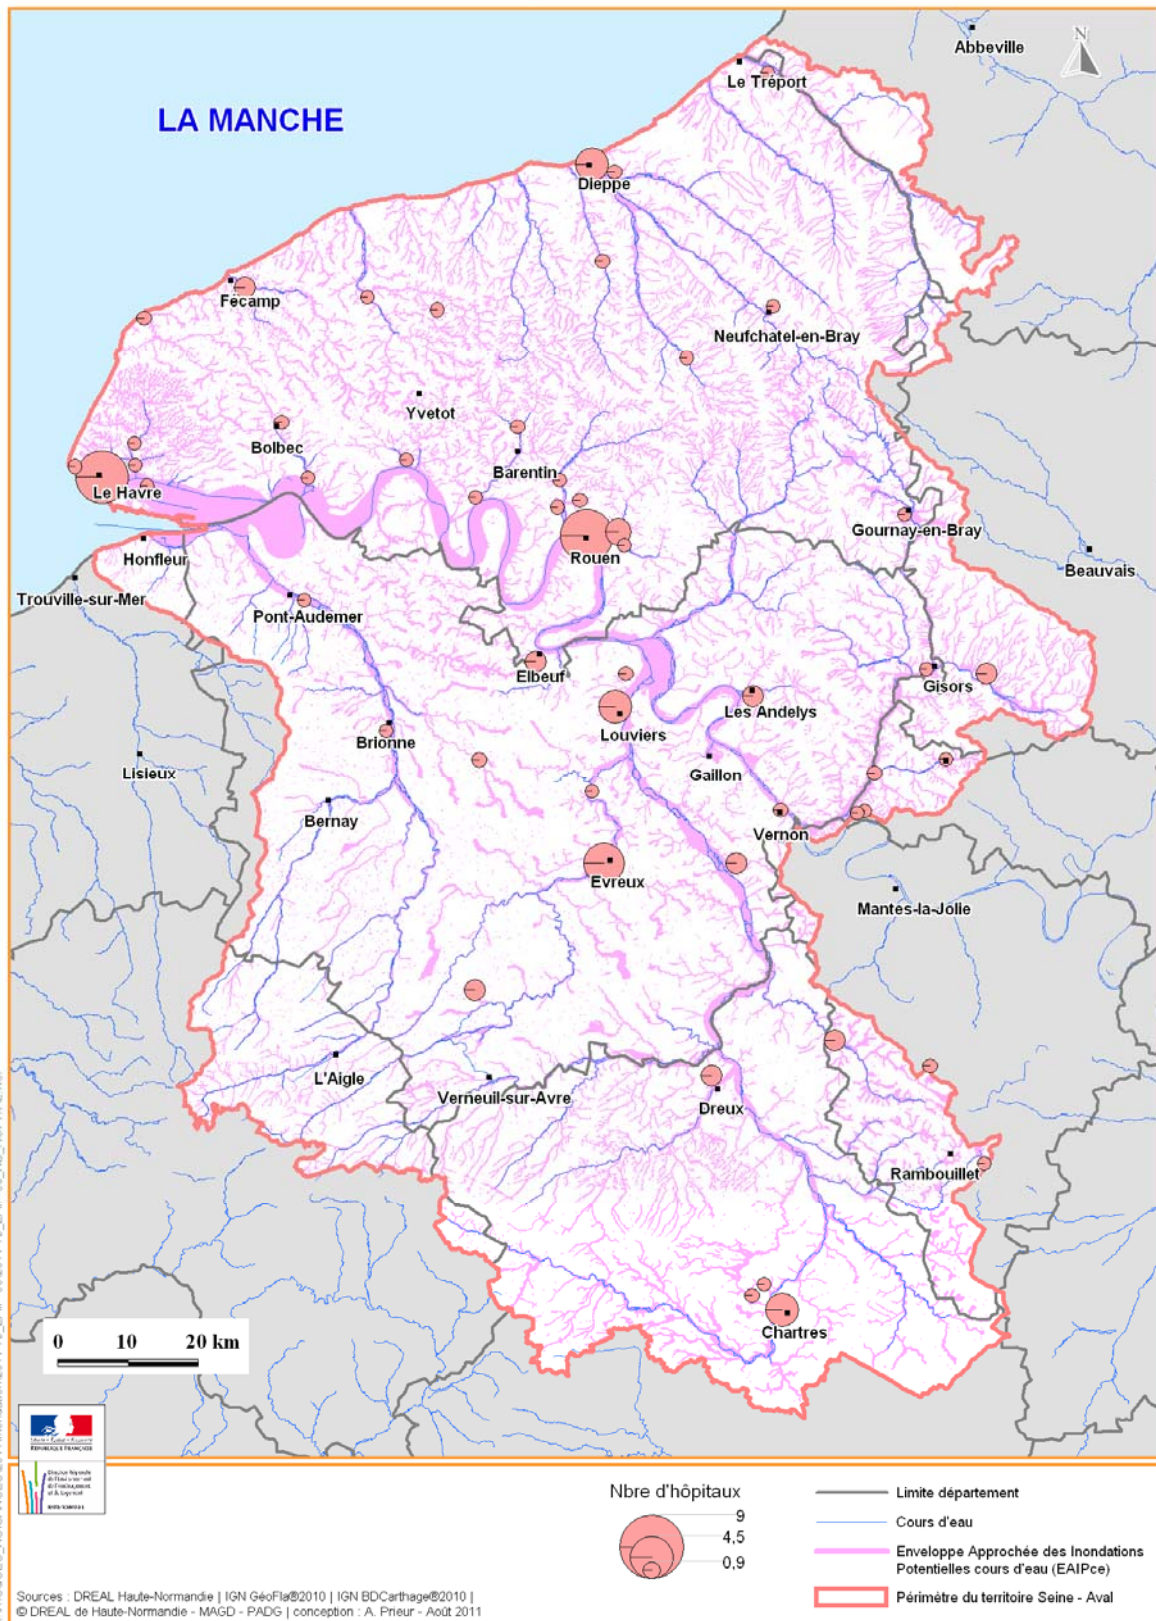 N
Abbeville
Le Tréport
LA MANCHE
Dieppe
Fécamp
Neufchatel-en-Bray
Yvetot
Bolbec
Barentin
Le Havre
Gournay-en-Bray
Rouen
Honfleur
Beauvais
Trouville-sur-Mer
Pont-Audemer
Elbeuf
Gisors
Les Andelys
Louviers
Brionne
Lisieux
Gaillon
Bernay
Vernon
Evreux
Mantes-la-Jolie
L'Aigle
Verneuil-sur-Avre
Dreux
Rambouillet
Chartres
0 10 20 km
RÉPUBLIQUE FRANÇAISE
Nbre d'hôpitaux
9
4,5
0,9
Limite département
Cours d'eau
Enveloppe Approchée des Inondations
Potentielles cours d'eau (EAIPce)
Périmètre du territoire Seine - Aval
Sources : DREAL Haute-Normandie | IGN GéoFla®2010 | IGN BDCarthage®2010 |
© DREAL de Haute-Normandie - MAGD - PADG | conception : A. Prieur - Août 2011